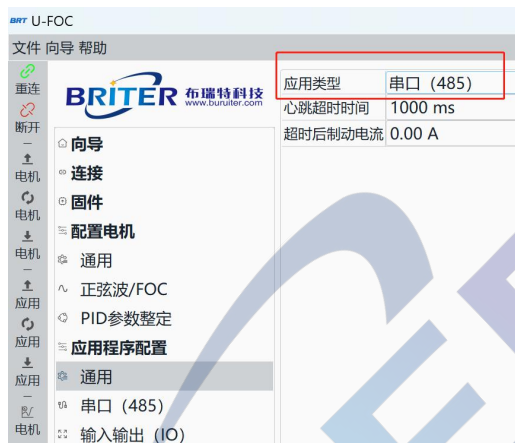 BRT U-FOC
文件 向导 帮助
重连
断开
电机
电机
电机
应用
应用
应用
电机
BRITER 布瑞特科技
www.buruiter.com
向导
连接
固件
配置电机
通用
正弦波/FOC
PID参数整定
应用程序配置
通用
串口（485）
输入输出（IO）
应用类型 串口（485）
心跳超时时间 1000 ms
超时后制动电流 0.00 A